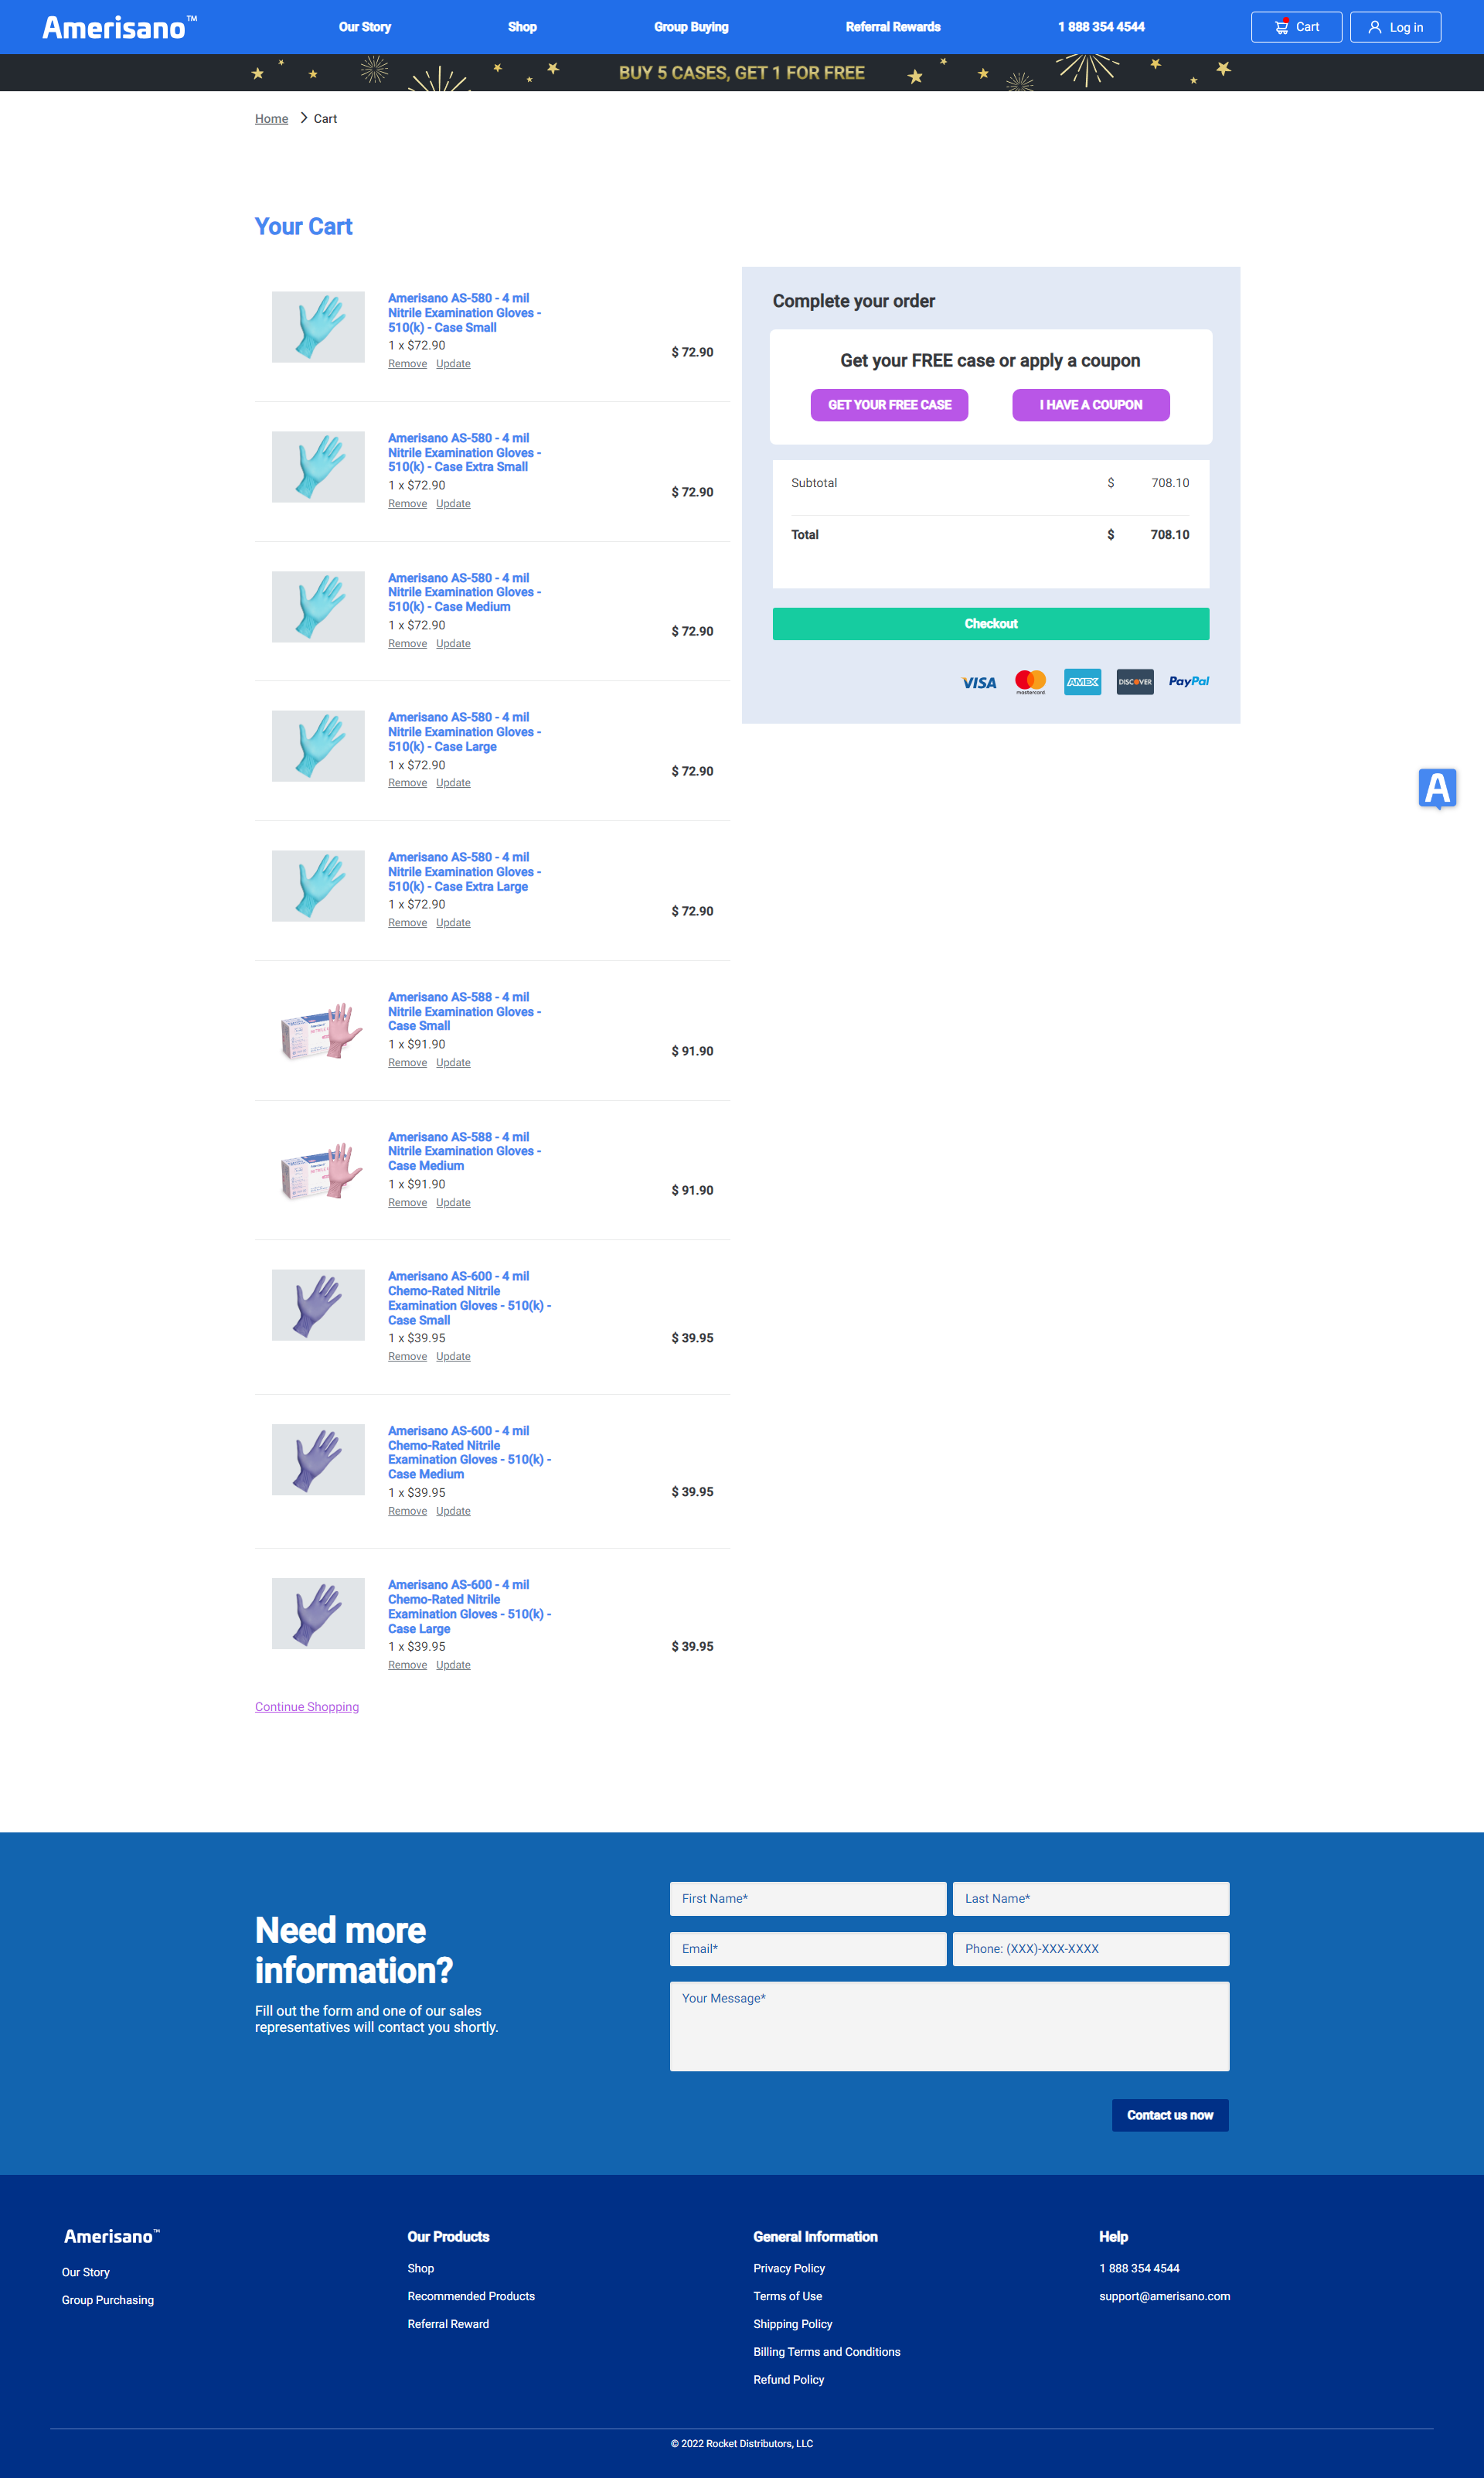 Amerisano™
Our Story
Shop
Group Buying
Referral Rewards
1 888 354 4544
Cart
Log in
BUY 5 CASES, GET 1 FOR FREE
Home > Cart
Your Cart
Amerisano AS-580 - 4 mil
Nitrile Examination Gloves -
510(k) - Case Small
1 x $72.90
$ 72.90
Remove Update
Amerisano AS-580 - 4 mil
Nitrile Examination Gloves -
510(k) - Case Extra Small
1 x $72.90
$ 72.90
Remove Update
Amerisano AS-580 - 4 mil
Nitrile Examination Gloves -
510(k) - Case Medium
1 x $72.90
$ 72.90
Remove Update
Amerisano AS-580 - 4 mil
Nitrile Examination Gloves -
510(k) - Case Large
1 x $72.90
$ 72.90
Remove Update
Amerisano AS-580 - 4 mil
Nitrile Examination Gloves -
510(k) - Case Extra Large
1 x $72.90
$ 72.90
Remove Update
Amerisano AS-588 - 4 mil
Nitrile Examination Gloves -
Case Small
1 x $91.90
$ 91.90
Remove Update
Amerisano AS-588 - 4 mil
Nitrile Examination Gloves -
Case Medium
1 x $91.90
$ 91.90
Remove Update
Amerisano AS-600 - 4 mil
Chemo-Rated Nitrile
Examination Gloves - 510(k) -
Case Small
1 x $39.95
$ 39.95
Remove Update
Amerisano AS-600 - 4 mil
Chemo-Rated Nitrile
Examination Gloves - 510(k) -
Case Medium
1 x $39.95
$ 39.95
Remove Update
Amerisano AS-600 - 4 mil
Chemo-Rated Nitrile
Examination Gloves - 510(k) -
Case Large
1 x $39.95
$ 39.95
Remove Update
Continue Shopping
Complete your order
Get your FREE case or apply a coupon
GET YOUR FREE CASE
I HAVE A COUPON
Subtotal $ 708.10
Total $ 708.10
Checkout
VISA
mastercard
AMEX
DISCOVER
PayPal
A
Need more
information?
Fill out the form and one of our sales
representatives will contact you shortly.
First Name*
Last Name*
Email*
Phone: (XXX)-XXX-XXXX
Your Message*
Contact us now
Amerisano™
Our Story
Group Purchasing
Our Products
Shop
Recommended Products
Referral Reward
General Information
Privacy Policy
Terms of Use
Shipping Policy
Billing Terms and Conditions
Refund Policy
Help
1 888 354 4544
support@amerisano.com
© 2022 Rocket Distributors, LLC